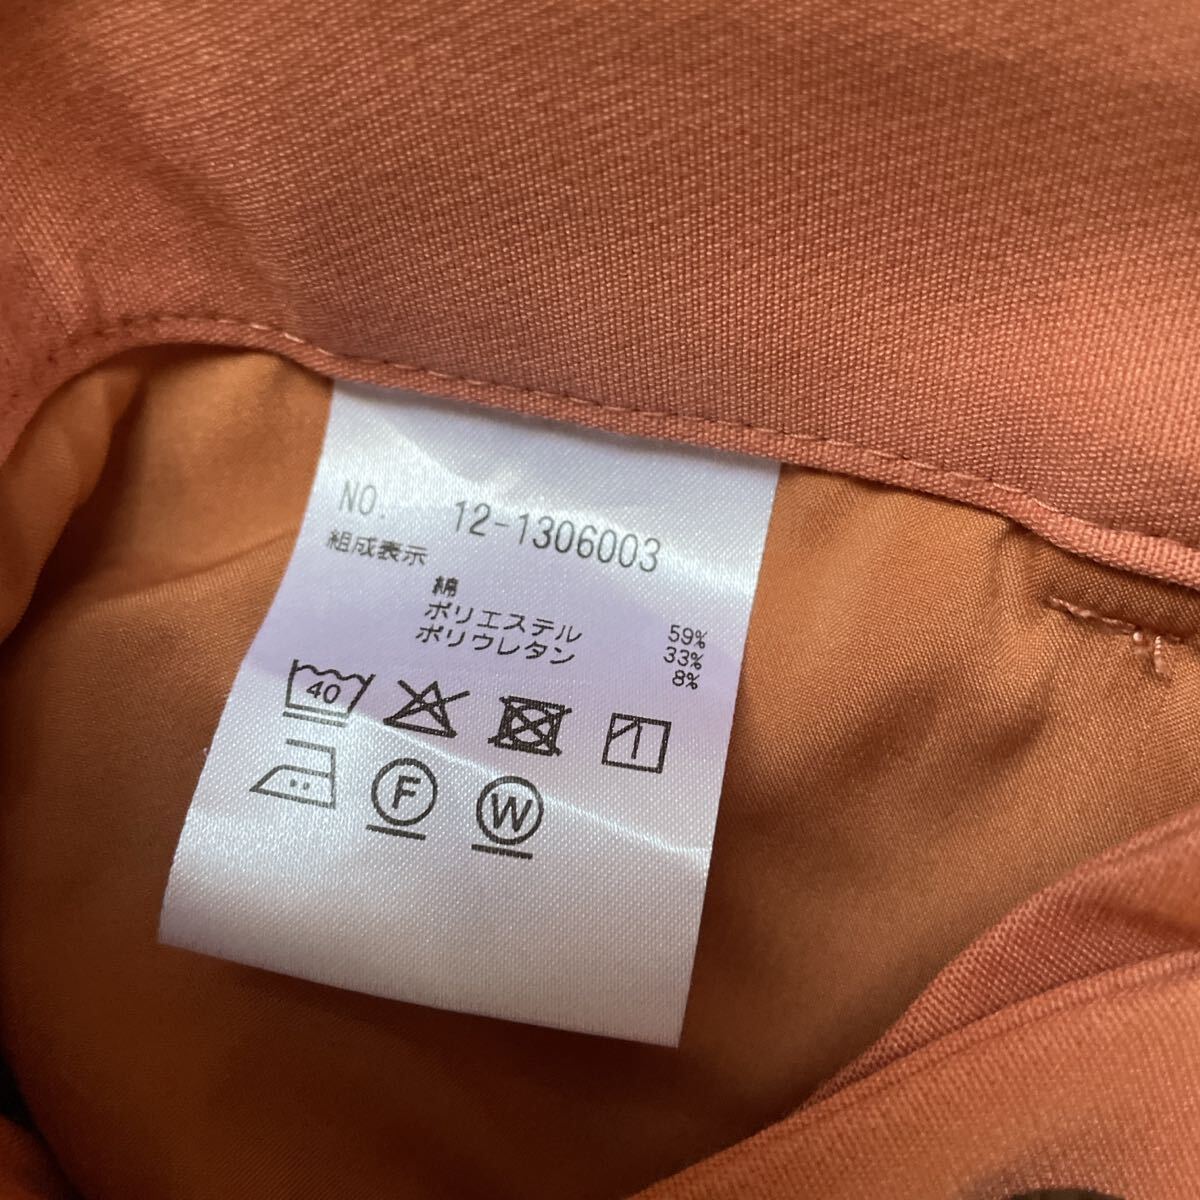 NO. 12-1306003
組成表示
綿 59%
ポリエステル 33%
ポリウレタン 8%
40
F W